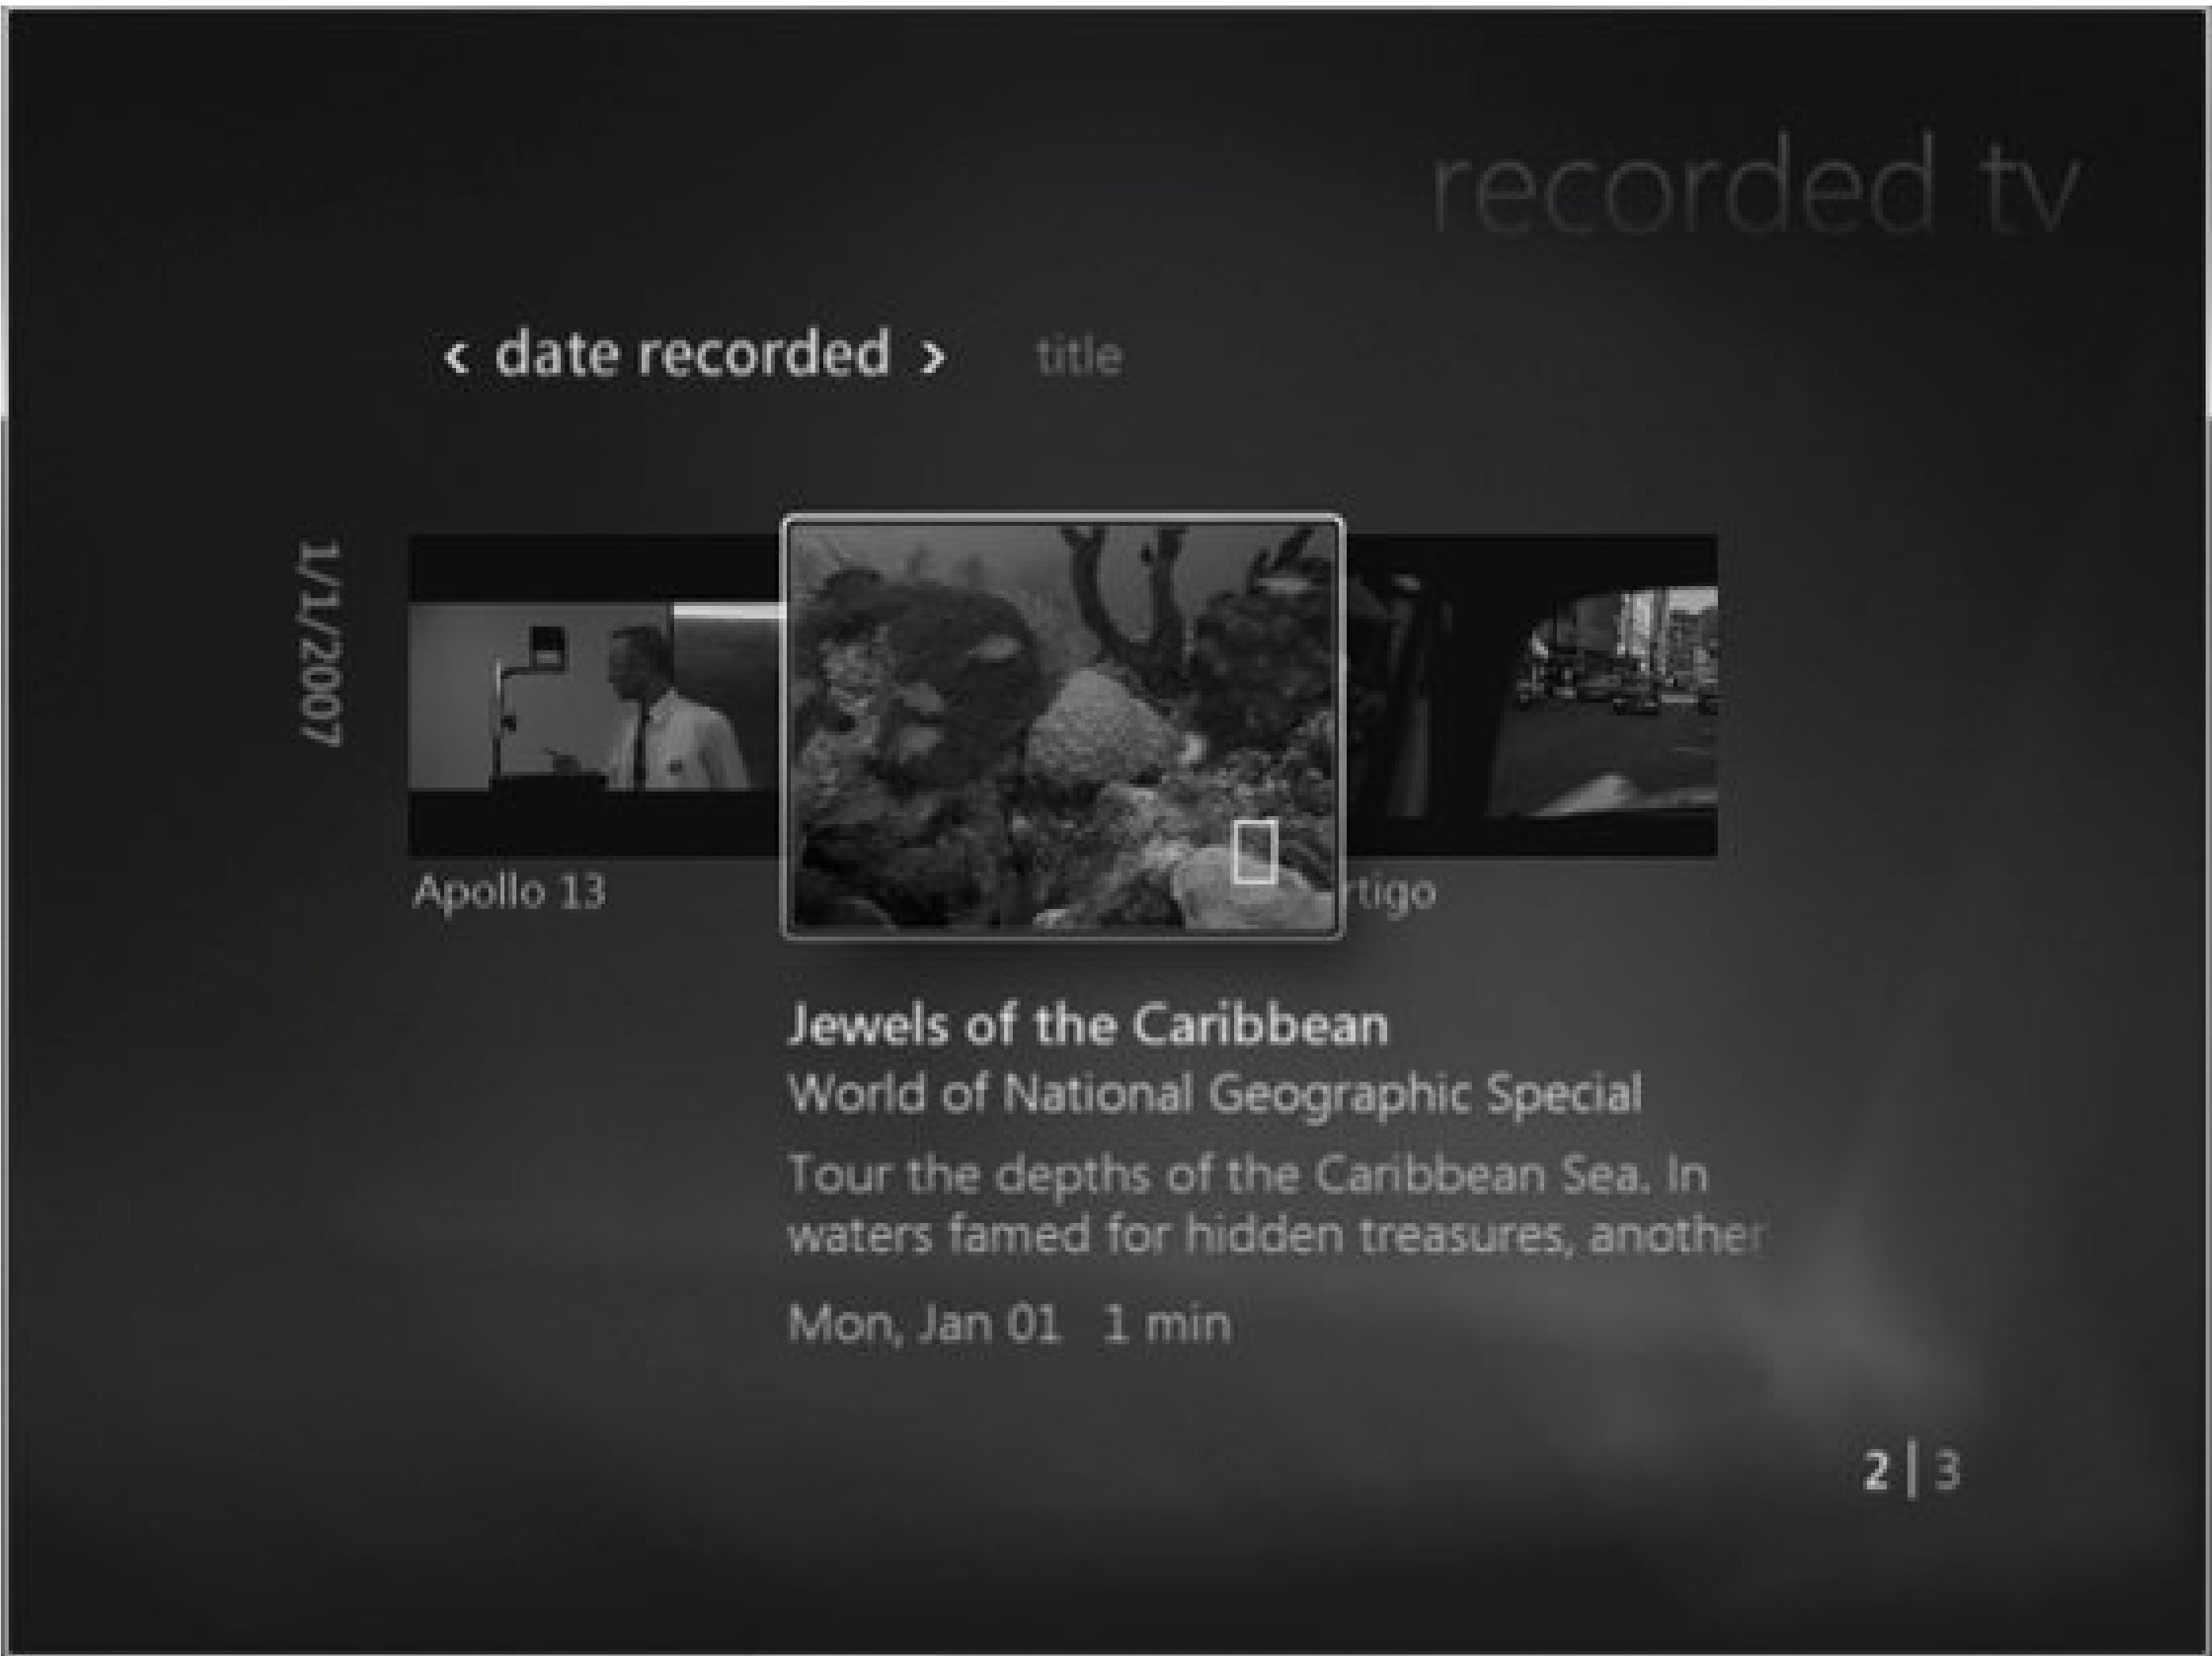 recorded tv
< date recorded > title
1/1/2007
Apollo 13
rtigo
Jewels of the Caribbean
World of National Geographic Special
Tour the depths of the Caribbean Sea. In
waters famed for hidden treasures, another
Mon, Jan 01 1 min
2 | 3